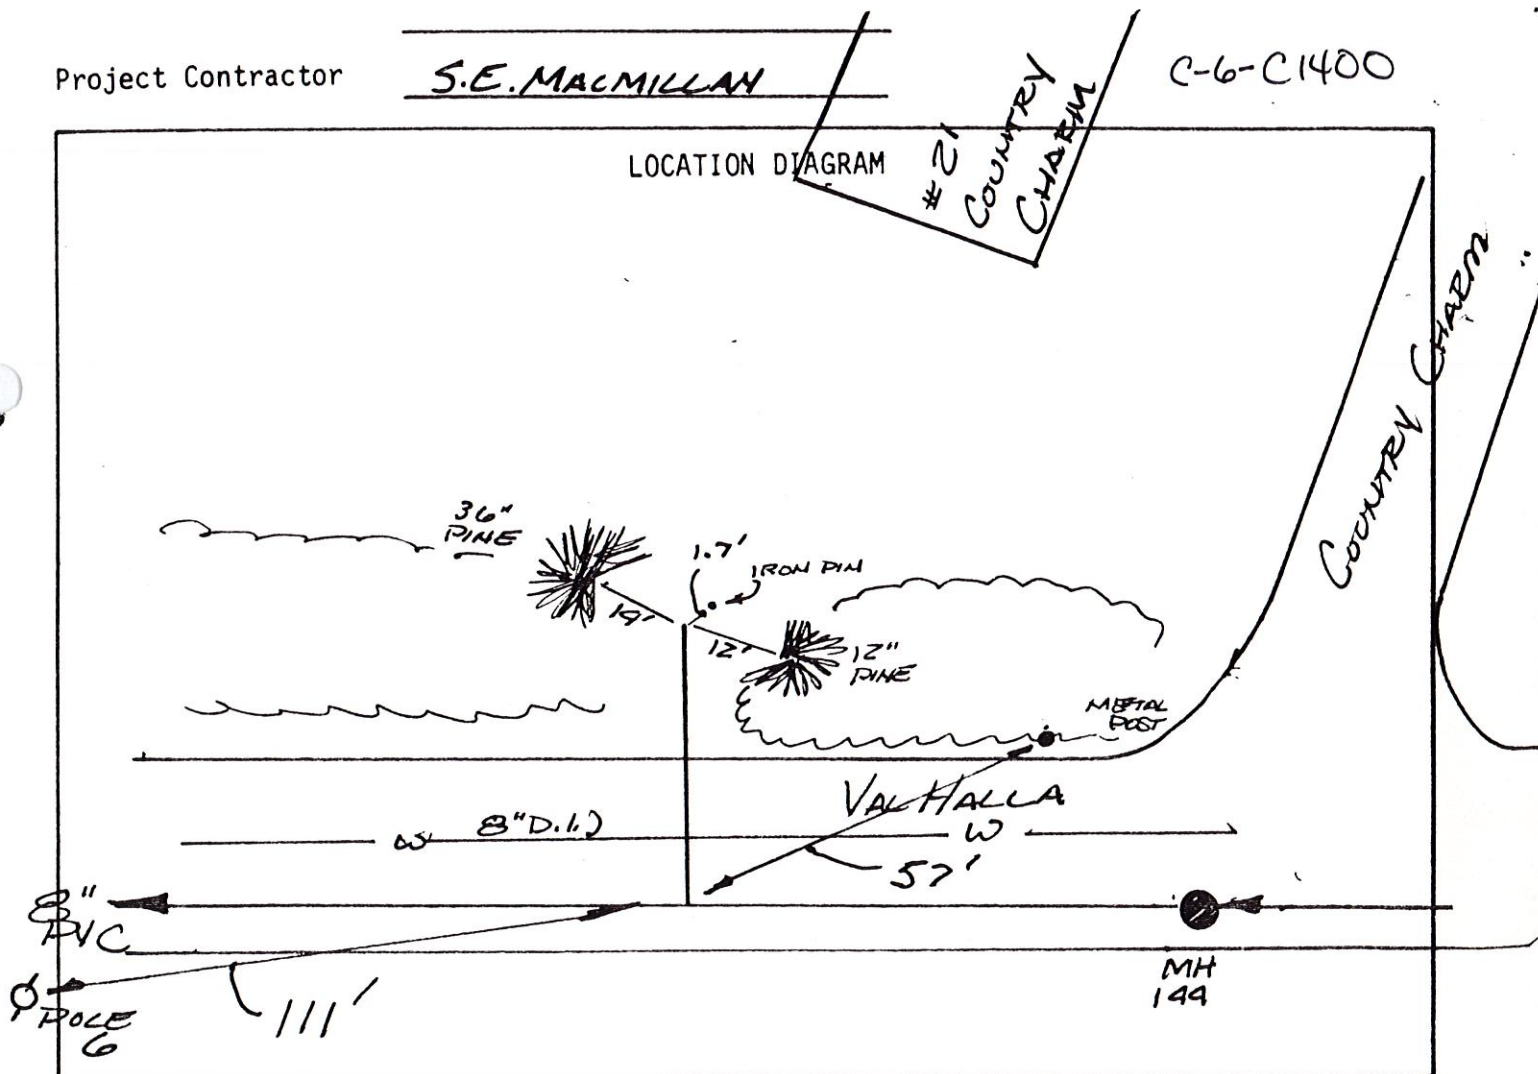 Project Contractor S.E. MACMILLAN
C-6-C1400
LOCATION DIAGRAM
#21
COUNTRY
CHARM
COUNTRY CHARM
36"
PINE
1.7'
IRON PIN
19'
12'
12"
PINE
METAL
POST
VALHALLA
W 8" D.I. W
57'
8"
PVC
MH
144
POLE
6
111'